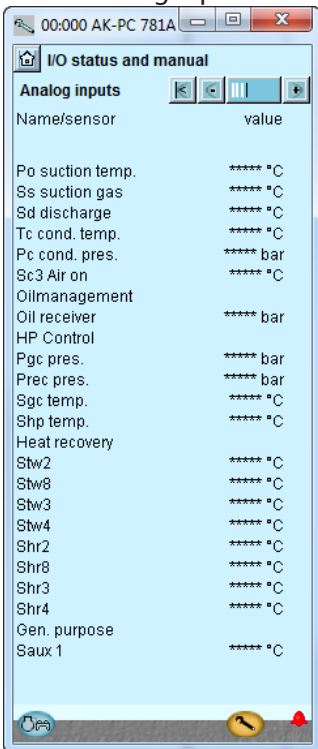 00:000 AK-PC 781A
I/O status and manual
Analog inputs
Name/sensor value
Po suction temp. ***** °C
Ss suction gas ***** °C
Sd discharge ***** °C
Tc cond. temp. ***** °C
Pc cond. pres. ***** bar
Sc3 Air on ***** °C
Oilmanagement
Oil receiver ***** bar
HP Control
Pgc pres. ***** bar
Prec pres. ***** bar
Sgc temp. ***** °C
Shp temp. ***** °C
Heat recovery
Stw2 ***** °C
Stw8 ***** °C
Stw3 ***** °C
Stw4 ***** °C
Shr2 ***** °C
Shr8 ***** °C
Shr3 ***** °C
Shr4 ***** °C
Gen. purpose
Saux 1 ***** °C